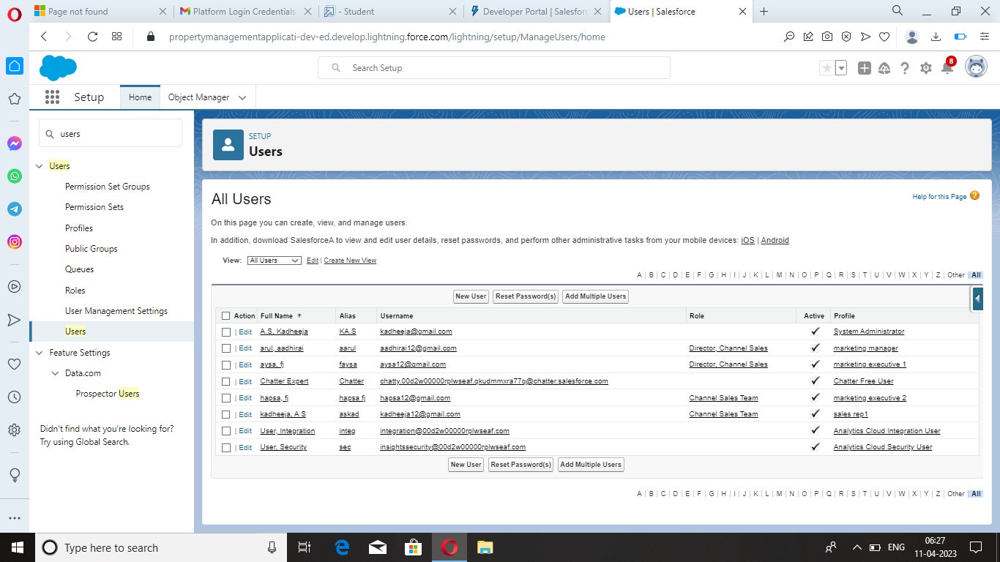 Page not found
Platform Login Credentials
- Student
Developer Portal | Salesforc
Users | Salesforce
propertymanagementapplicati-dev-ed.develop.lightning.force.com/lightning/setup/ManageUsers/home
Search Setup
8
Setup
Home
Object Manager
users
Users
Permission Set Groups
Permission Sets
Profiles
Public Groups
Queues
Roles
User Management Settings
Users
Feature Settings
Data.com
Prospector Users
Didn't find what you're looking for?
Try using Global Search.
SETUP
Users
All Users
Help for this Page ?
On this page you can create, view, and manage users.
In addition, download SalesforceA to view and edit user details, reset passwords, and perform other administrative tasks from your mobile devices: iOS | Android
View: All Users Edit | Create New View
A | B | C | D | E | F | G | H | I | J | K | L | M | N | O | P | Q | R | S | T | U | V | W | X | Y | Z | Other | All
New User Reset Password(s) Add Multiple Users
Action Full Name ↑ Alias Username Role Active Profile
| Edit A.S, Kadheeja KA.S kadheeja@gmail.com ✓ System Administrator
| Edit arul, aadhirai aarul aadhirai12@gmail.com Director, Channel Sales ✓ marketing manager
| Edit aysa, fj faysa aysa12@gmail.com Director, Channel Sales ✓ marketing executive 1
| Edit Chatter Expert Chatter chatty.00d2w00000rplwseaf.qkudmmxra77q@chatter.salesforce.com ✓ Chatter Free User
| Edit hapsa, fj hapsa fj hapsa12@gmail.com Channel Sales Team ✓ marketing executive 2
| Edit kadheeja, A S askad kadheeja12@gmail.com Channel Sales Team ✓ sales rep1
| Edit User, Integration integ integration@00d2w00000rplwseaf.com ✓ Analytics Cloud Integration User
| Edit User, Security sec insightssecurity@00d2w00000rplwseaf.com ✓ Analytics Cloud Security User
New User Reset Password(s) Add Multiple Users
A | B | C | D | E | F | G | H | I | J | K | L | M | N | O | P | Q | R | S | T | U | V | W | X | Y | Z | Other | All
Type here to search
ENG
06:27
11-04-2023